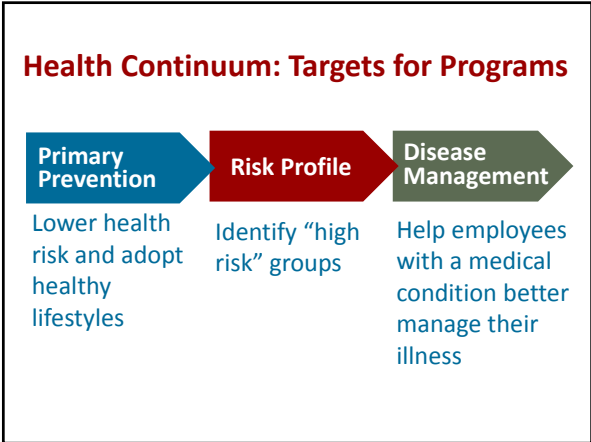 Health Continuum: Targets for Programs
Primary
Prevention
Lower health
risk and adopt
healthy
lifestyles
Risk Profile
Identify “high
risk” groups
Disease
Management
Help employees
with a medical
condition better
manage their
illness